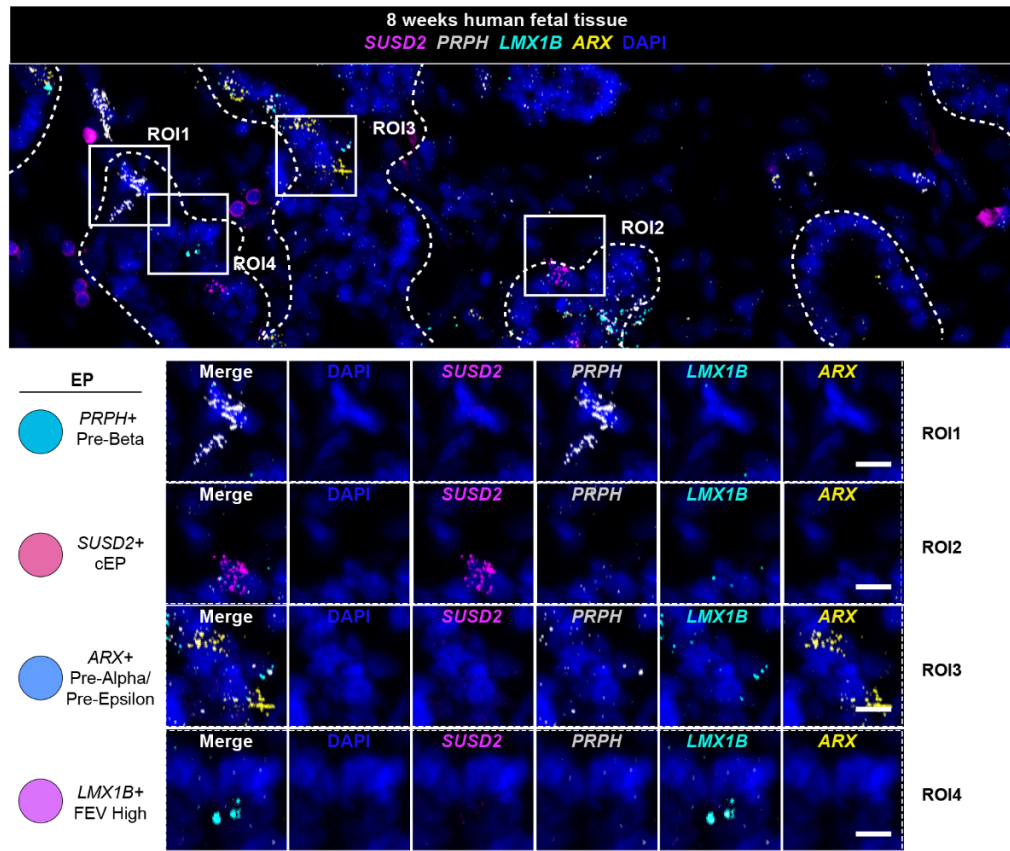 8 weeks human fetal tissue
SUSD2 PRPH LMX1B ARX DAPI
ROI1
ROI3
ROI4
ROI2
EP
PRPH+
Pre-Beta
SUSD2+
cEP
ARX+
Pre-Alpha/
Pre-Epsilon
LMX1B+
FEV High
Merge DAPI SUSD2 PRPH LMX1B ARX
ROI1
Merge DAPI SUSD2 PRPH LMX1B ARX
ROI2
Merge DAPI SUSD2 PRPH LMX1B ARX
ROI3
Merge DAPI SUSD2 PRPH LMX1B ARX
ROI4